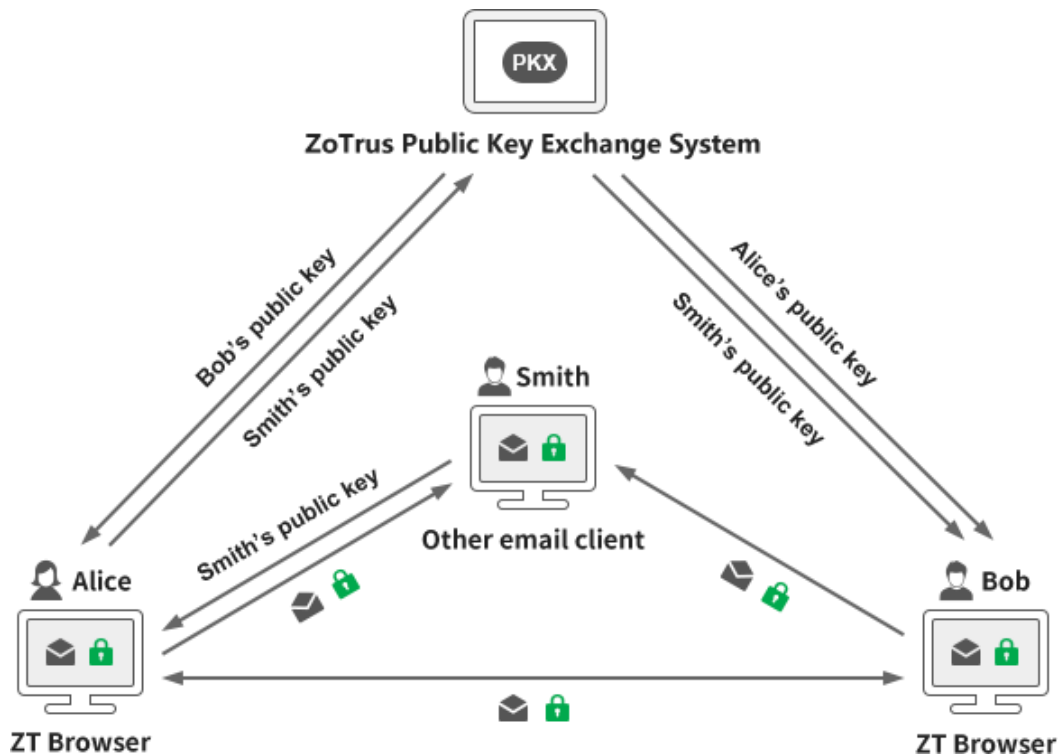 PKX
ZoTrus Public Key Exchange System
Bob's public key
Smith's public key
Alice's public key
Smith's public key
Smith
Smith's public key
Other email client
Alice
Bob
ZT Browser
ZT Browser